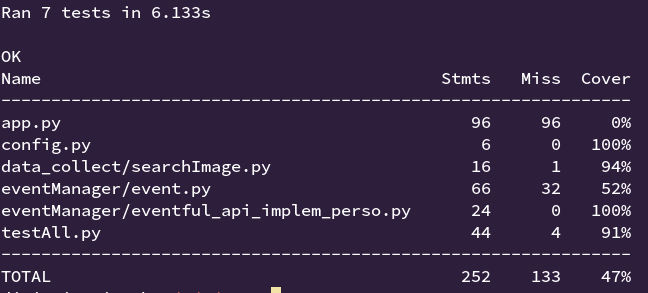 Ran 7 tests in 6.133s
OK
Name Stmts Miss Cover
---------------------------------------------------------
app.py 96 96 0%
config.py 6 0 100%
data_collect/searchImage.py 16 1 94%
eventManager/event.py 66 32 52%
eventManager/eventful_api_implem_perso.py 24 0 100%
testAll.py 44 4 91%
---------------------------------------------------------
TOTAL 252 133 47%